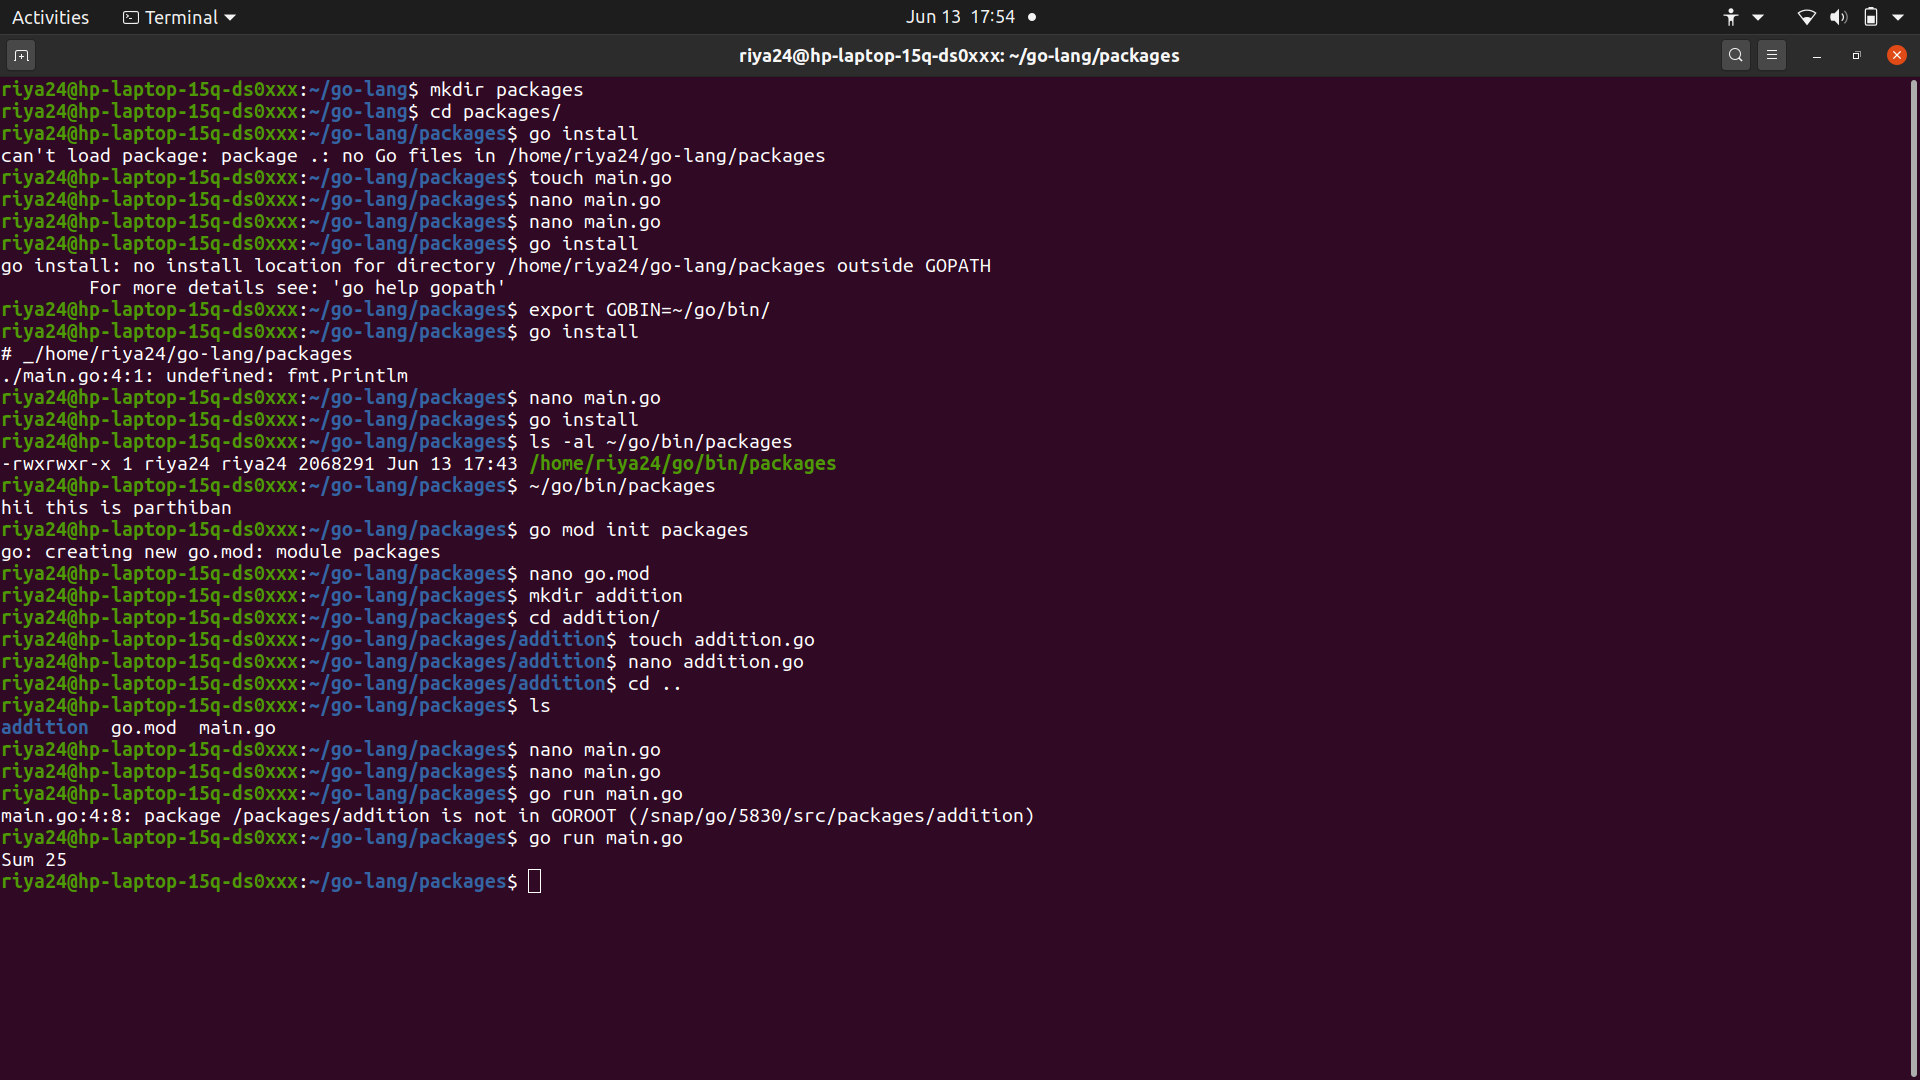 Activities Terminal Jun 13 17:54
riya24@hp-laptop-15q-ds0xxx: ~/go-lang/packages
riya24@hp-laptop-15q-ds0xxx:~/go-lang$ mkdir packages
riya24@hp-laptop-15q-ds0xxx:~/go-lang$ cd packages/
riya24@hp-laptop-15q-ds0xxx:~/go-lang/packages$ go install
can't load package: package .: no Go files in /home/riya24/go-lang/packages
riya24@hp-laptop-15q-ds0xxx:~/go-lang/packages$ touch main.go
riya24@hp-laptop-15q-ds0xxx:~/go-lang/packages$ nano main.go
riya24@hp-laptop-15q-ds0xxx:~/go-lang/packages$ nano main.go
riya24@hp-laptop-15q-ds0xxx:~/go-lang/packages$ go install
go install: no install location for directory /home/riya24/go-lang/packages outside GOPATH
        For more details see: 'go help gopath'
riya24@hp-laptop-15q-ds0xxx:~/go-lang/packages$ export GOBIN=~/go/bin/
riya24@hp-laptop-15q-ds0xxx:~/go-lang/packages$ go install
# _/home/riya24/go-lang/packages
./main.go:4:1: undefined: fmt.Printlm
riya24@hp-laptop-15q-ds0xxx:~/go-lang/packages$ nano main.go
riya24@hp-laptop-15q-ds0xxx:~/go-lang/packages$ go install
riya24@hp-laptop-15q-ds0xxx:~/go-lang/packages$ ls -al ~/go/bin/packages
-rwxrwxr-x 1 riya24 riya24 2068291 Jun 13 17:43 /home/riya24/go/bin/packages
riya24@hp-laptop-15q-ds0xxx:~/go-lang/packages$ ~/go/bin/packages
hii this is parthiban
riya24@hp-laptop-15q-ds0xxx:~/go-lang/packages$ go mod init packages
go: creating new go.mod: module packages
riya24@hp-laptop-15q-ds0xxx:~/go-lang/packages$ nano go.mod
riya24@hp-laptop-15q-ds0xxx:~/go-lang/packages$ mkdir addition
riya24@hp-laptop-15q-ds0xxx:~/go-lang/packages$ cd addition/
riya24@hp-laptop-15q-ds0xxx:~/go-lang/packages/addition$ touch addition.go
riya24@hp-laptop-15q-ds0xxx:~/go-lang/packages/addition$ nano addition.go
riya24@hp-laptop-15q-ds0xxx:~/go-lang/packages/addition$ cd ..
riya24@hp-laptop-15q-ds0xxx:~/go-lang/packages$ ls
addition  go.mod  main.go
riya24@hp-laptop-15q-ds0xxx:~/go-lang/packages$ nano main.go
riya24@hp-laptop-15q-ds0xxx:~/go-lang/packages$ nano main.go
riya24@hp-laptop-15q-ds0xxx:~/go-lang/packages$ go run main.go
main.go:4:8: package /packages/addition is not in GOROOT (/snap/go/5830/src/packages/addition)
riya24@hp-laptop-15q-ds0xxx:~/go-lang/packages$ go run main.go
Sum 25
riya24@hp-laptop-15q-ds0xxx:~/go-lang/packages$